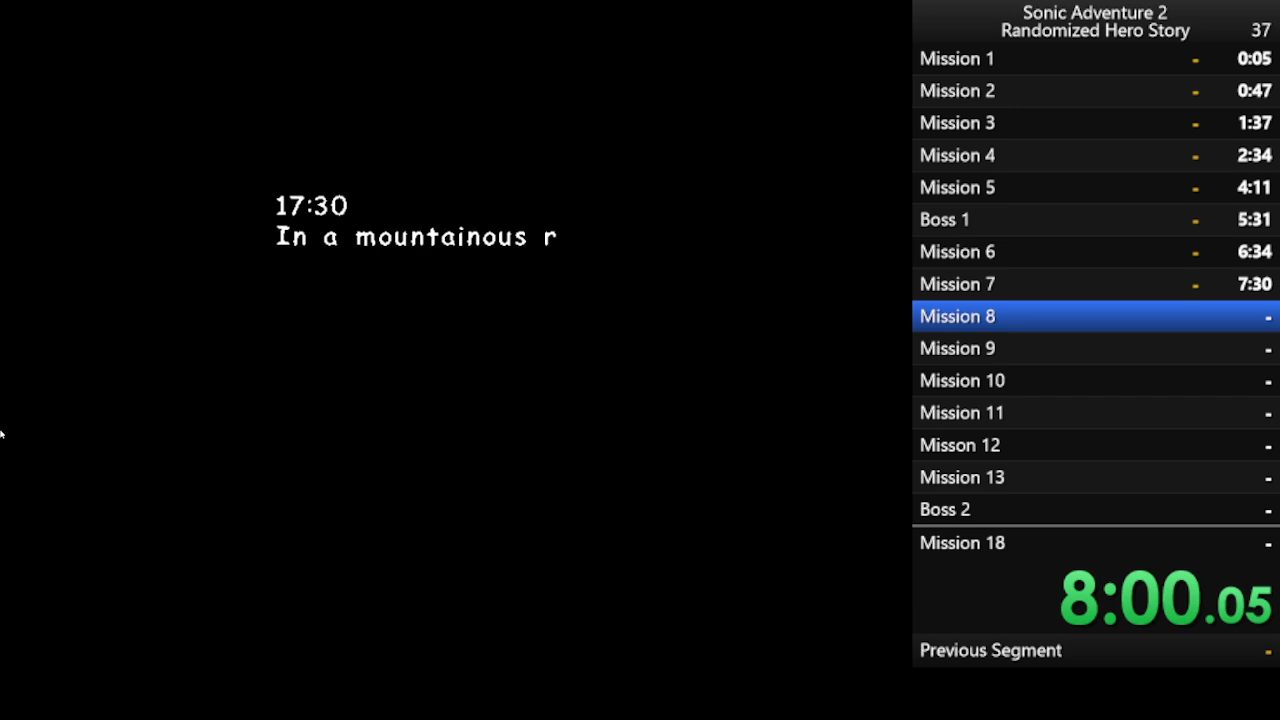 17:30
In a mountainous r
Sonic Adventure 2
Randomized Hero Story 37
Mission 1 - 0:05
Mission 2 - 0:47
Mission 3 - 1:37
Mission 4 - 2:34
Mission 5 - 4:11
Boss 1 - 5:31
Mission 6 - 6:34
Mission 7 - 7:30
Mission 8 -
Mission 9 -
Mission 10 -
Mission 11 -
Misson 12 -
Mission 13 -
Boss 2 -
Mission 18 -
8:00.05
Previous Segment -